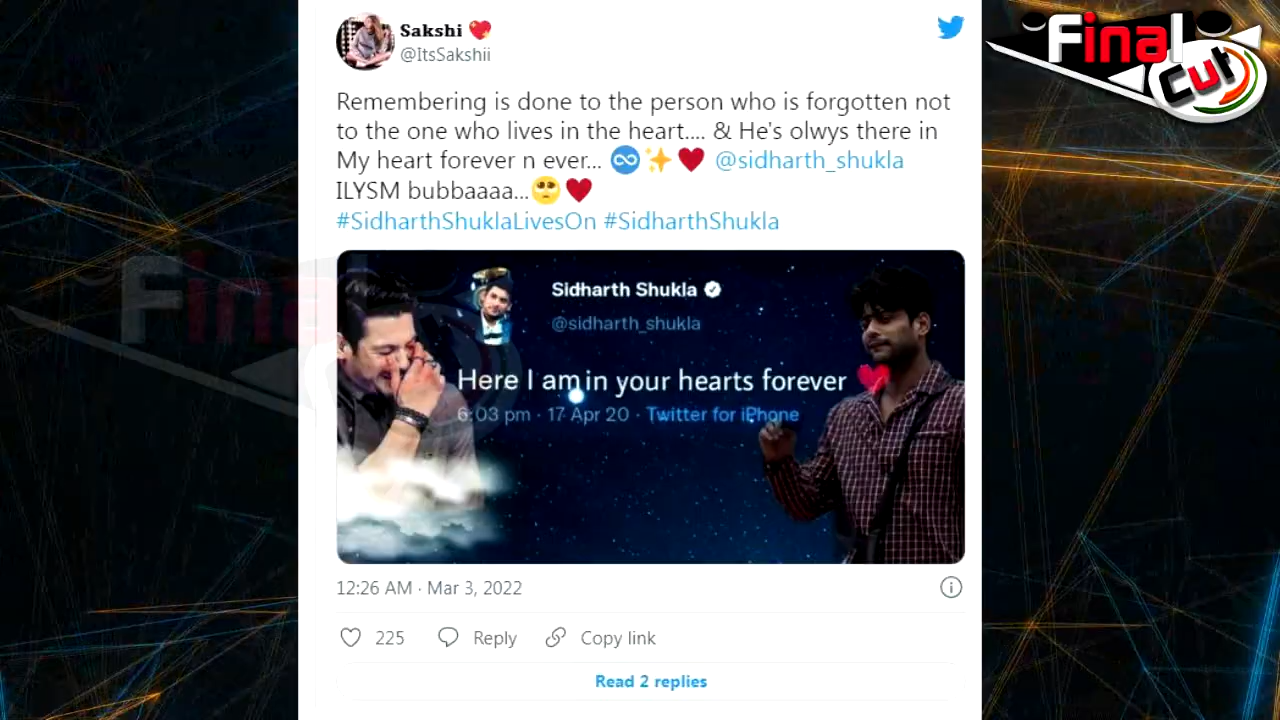 Sakshi 💖
@ItsSakshii
Remembering is done to the person who is forgotten not
to the one who lives in the heart.... & He's olwys there in
My heart forever n ever... ♾️✨♥️ @sidharth_shukla
ILYSM bubbaaaa...🥺♥️
#SidharthShuklaLivesOn #SidharthShukla
Sidharth Shukla
@sidharth_shukla
Here I am in your hearts forever
6:03 pm · 17 Apr 20 · Twitter for iPhone
12:26 AM · Mar 3, 2022
225 Reply Copy link
Read 2 replies
Final
Cut
Final